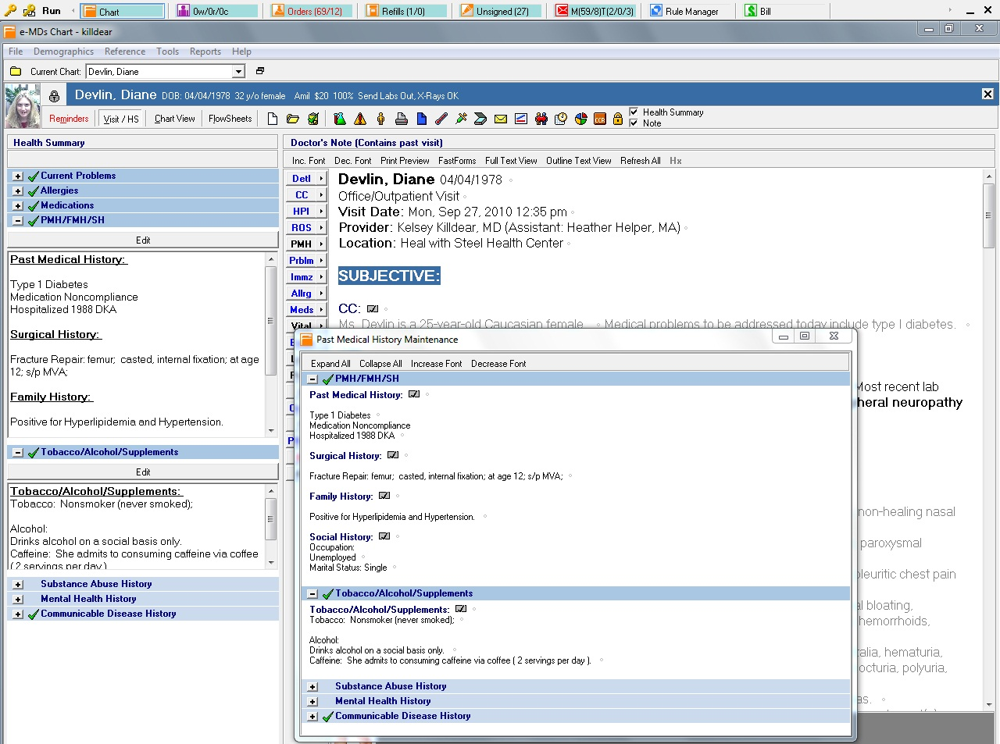 Run Chart 0w/0r/0c Orders (69/12) Refills (1/0) Unsigned (27) M(59/8)T(2/0/3) Rule Manager Bill
e-MDs Chart - killdear
File Demographics Reference Tools Reports Help
Current Chart: Devlin, Diane
Devlin, Diane DOB: 04/04/1978 32 y/o female Amil $20 100% Send Labs Out, X-Rays OK
Reminders Visit / HS Chart View FlowSheets CCR Health Summary
Note
Health Summary
Current Problems
Allergies
Medications
PMH/FMH/SH
Edit
Past Medical History:
Type 1 Diabetes
Medication Noncompliance
Hospitalized 1988 DKA
Surgical History:
Fracture Repair: femur; casted, internal fixation; at age
12; s/p MVA;
Family History:
Positive for Hyperlipidemia and Hypertension.
Tobacco/Alcohol/Supplements
Edit
Tobacco/Alcohol/Supplements:
Tobacco: Nonsmoker (never smoked);
Alcohol:
Drinks alcohol on a social basis only.
Caffeine: She admits to consuming caffeine via coffee
( 2 servings per day )
Substance Abuse History
Mental Health History
Communicable Disease History
Doctor's Note (Contains past visit)
Inc. Font Dec. Font Print Preview FastForms Full Text View Outline Text View Refresh All Hx
Detl
CC
HPI
ROS
PMH
Prblm
Immz
Allrg
Meds
Vital
Devlin, Diane 04/04/1978
Office/Outpatient Visit
Visit Date: Mon, Sep 27, 2010 12:35 pm
Provider: Kelsey Killdear, MD (Assistant: Heather Helper, MA)
Location: Heal with Steel Health Center
SUBJECTIVE:
CC:
Ms. Devlin is a 25-year-old Caucasian female. Medical problems to be addressed today include type I diabetes.
Most recent lab
heral neuropathy
non-healing nasal
paroxysmal
pleuritic chest pain
al bloating,
hemorrhoids,
talia, hematuria,
octuria, polyuria,
as.
Past Medical History Maintenance
Expand All Collapse All Increase Font Decrease Font
PMH/FMH/SH
Past Medical History:
Type 1 Diabetes
Medication Noncompliance
Hospitalized 1988 DKA
Surgical History:
Fracture Repair: femur; casted, internal fixation; at age 12; s/p MVA;
Family History:
Positive for Hyperlipidemia and Hypertension.
Social History:
Occupation:
Unemployed
Marital Status: Single
Tobacco/Alcohol/Supplements
Tobacco/Alcohol/Supplements:
Tobacco: Nonsmoker (never smoked);
Alcohol:
Drinks alcohol on a social basis only.
Caffeine: She admits to consuming caffeine via coffee ( 2 servings per day ).
Substance Abuse History
Mental Health History
Communicable Disease History